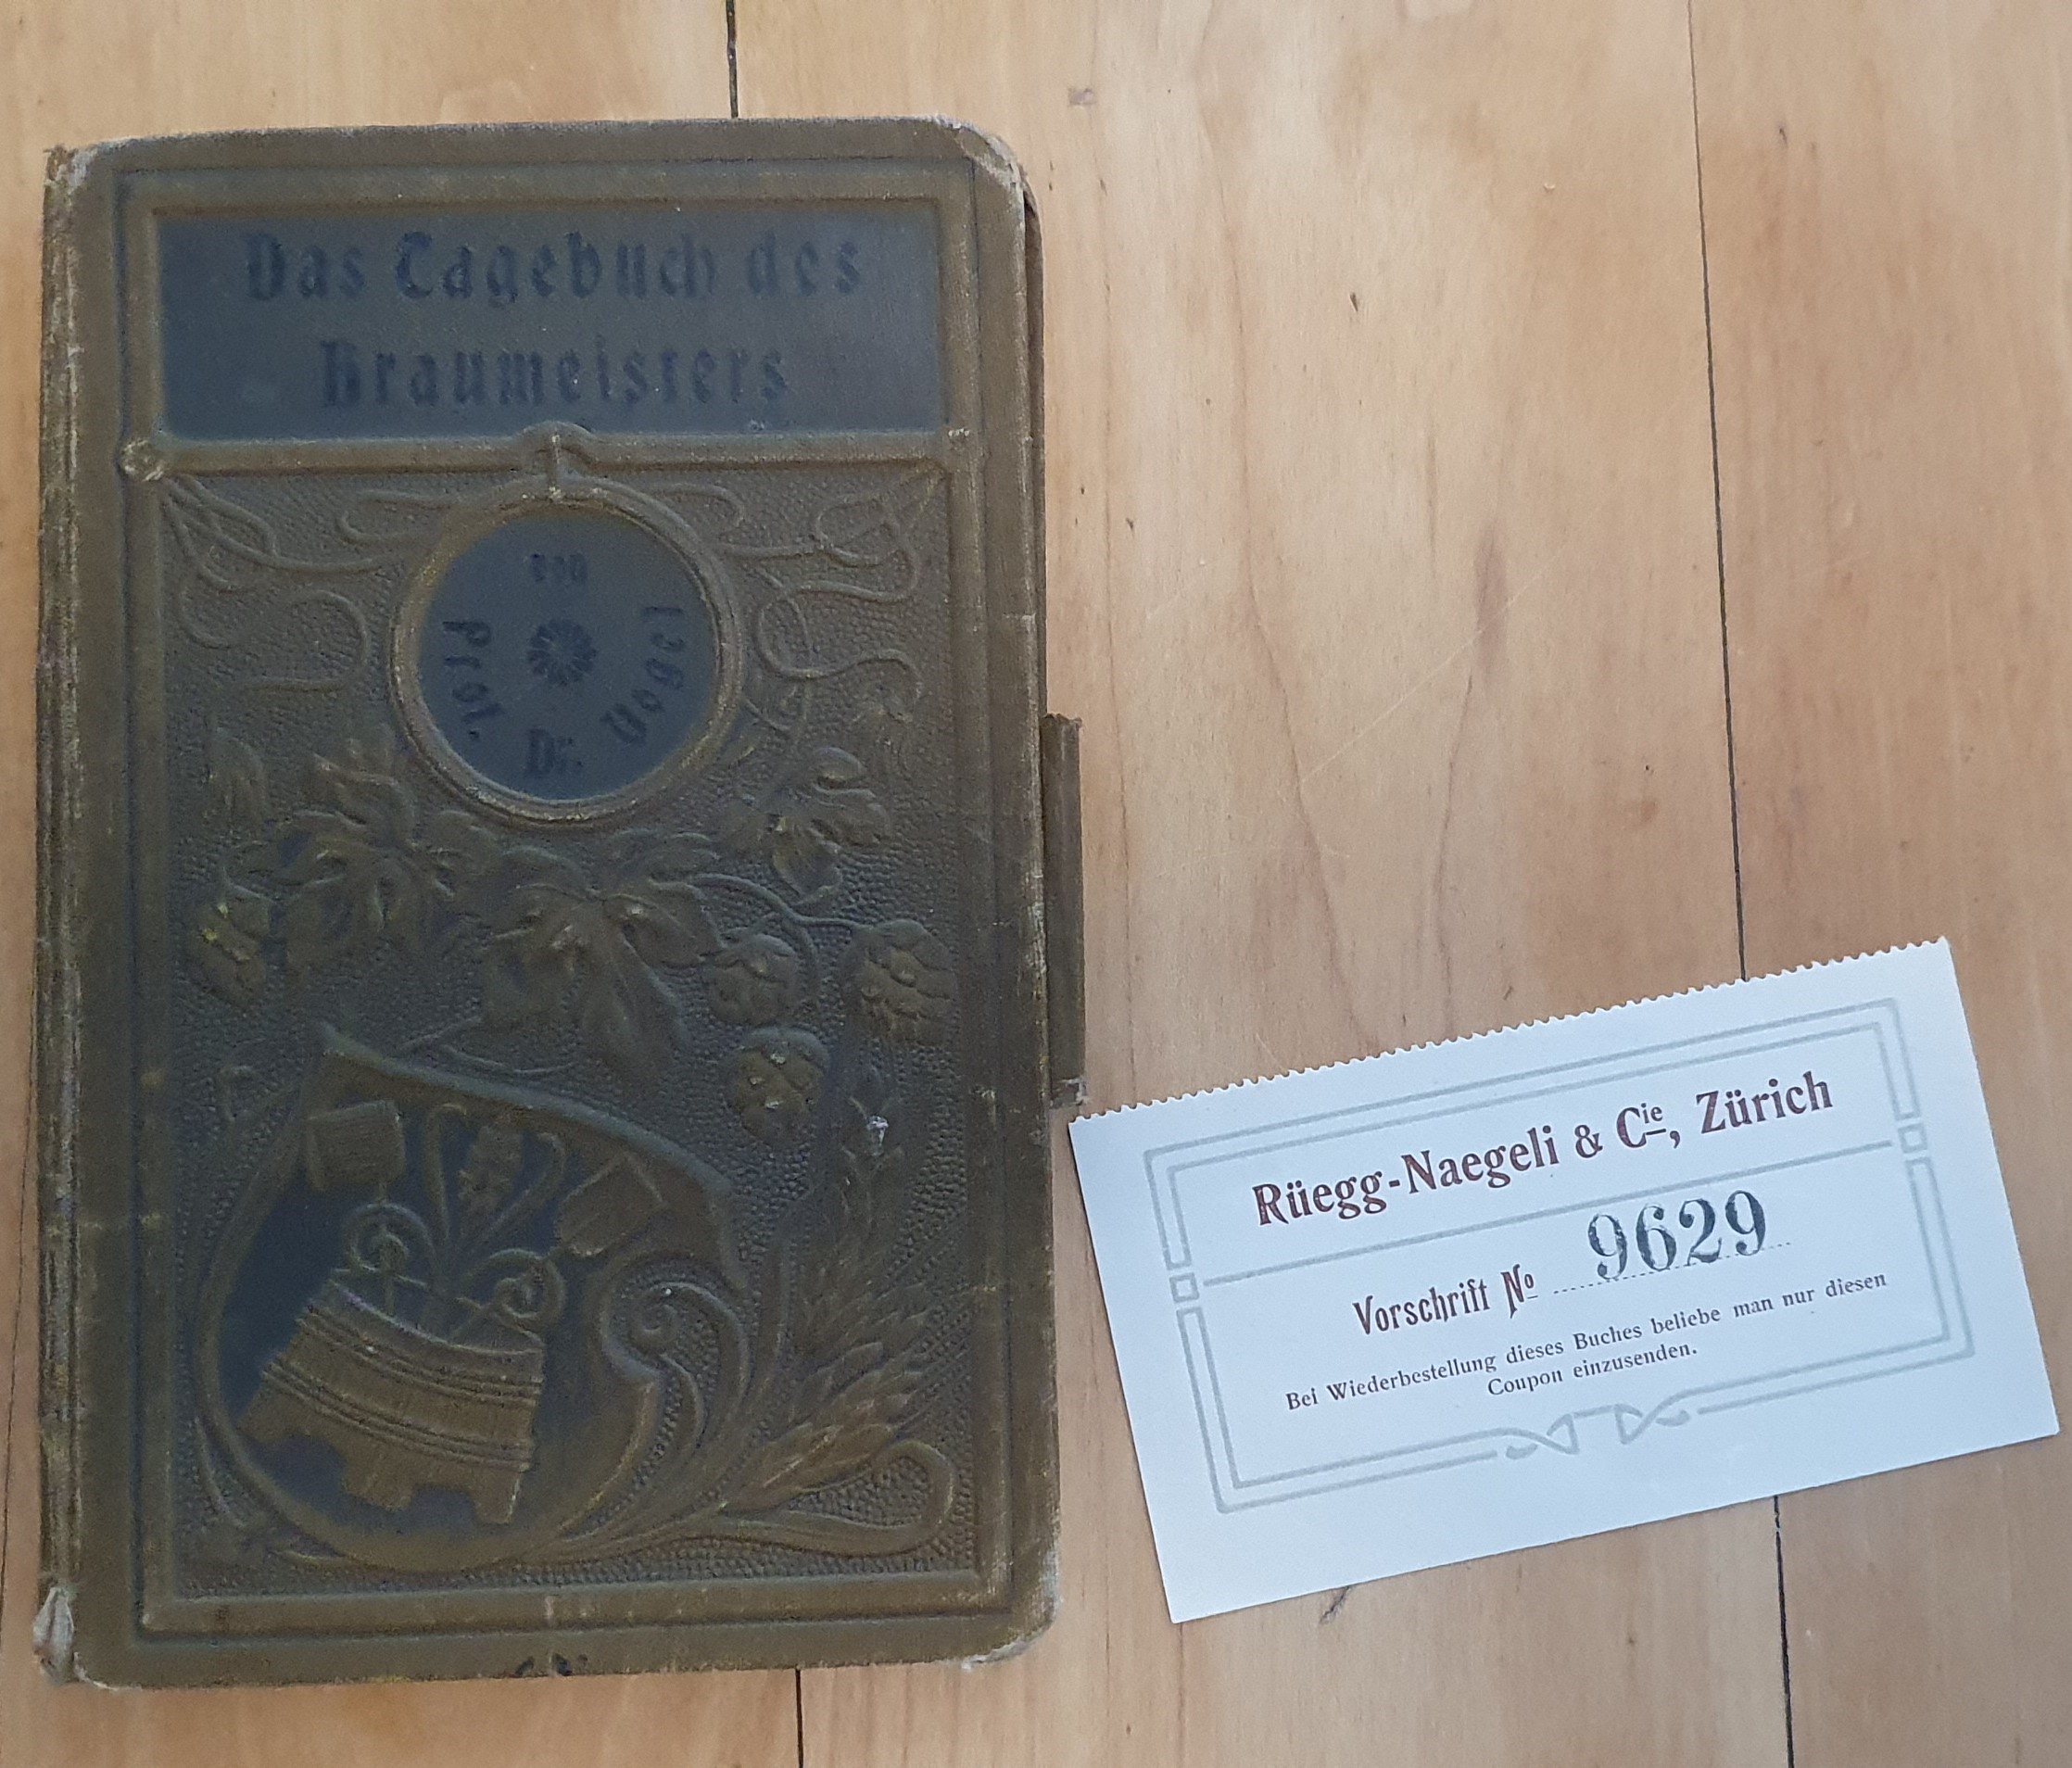 Das Tagebuch des
Braumeisters
von
Prof. Dr. Vogel
Rüegg-Naegeli & Cie, Zürich
Vorschrift No 9629
Bei Wiederbestellung dieses Buches beliebe man nur diesen
Coupon einzusenden.